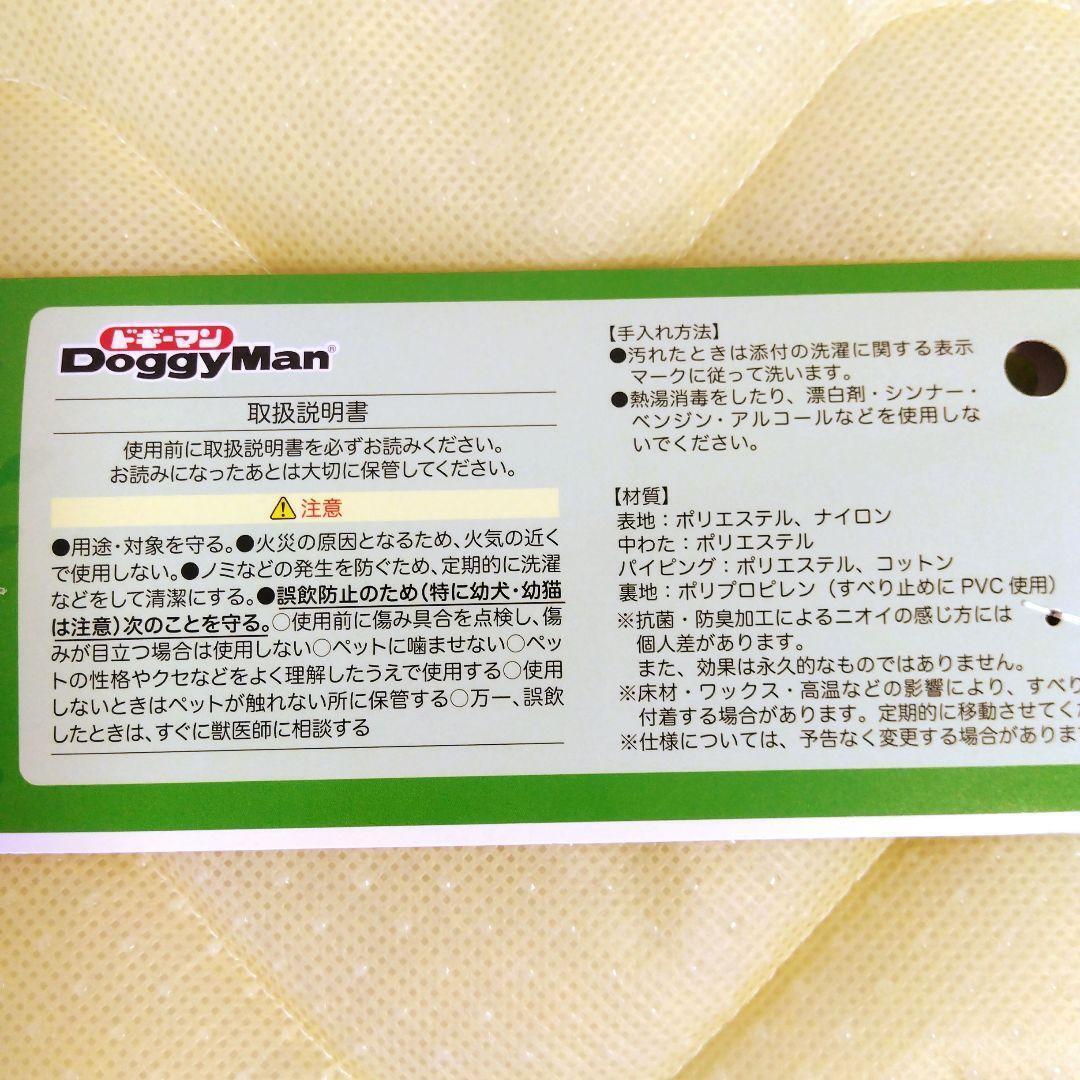 ドギーマン
DoggyMan®
取扱説明書
使用前に取扱説明書を必ずお読みください。
お読みになったあとは大切に保管してください。
注意
●用途・対象を守る。●火災の原因となるため、火気の近く
で使用しない。●ノミなどの発生を防ぐため、定期的に洗濯
などをして清潔にする。●誤飲防止のため(特に幼犬・幼猫
は注意)次のことを守る。○使用前に傷み具合を点検し、傷
みが目立つ場合は使用しない○ペットに噛ませない○ペッ
トの性格やクセなどをよく理解したうえで使用する○使用
しないときはペットが触れない所に保管する○万一、誤飲
したときは、すぐに獣医師に相談する
【手入れ方法】
●汚れたときは添付の洗濯に関する表示
マークに従って洗います。
●熱湯消毒をしたり、漂白剤・シンナー・
ベンジン・アルコールなどを使用しな
いでください。
【材質】
表地：ポリエステル、ナイロン
中わた：ポリエステル
パイピング：ポリエステル、コットン
裏地：ポリプロピレン（すべり止めに PVC 使用）
※抗菌・防臭加工によるニオイの感じ方には
個人差があります。
また、効果は永久的なものではありません。
※床材・ワックス・高温などの影響により、すべり
付着する場合があります。定期的に移動させてくだ
※仕様については、予告なく変更する場合がありま